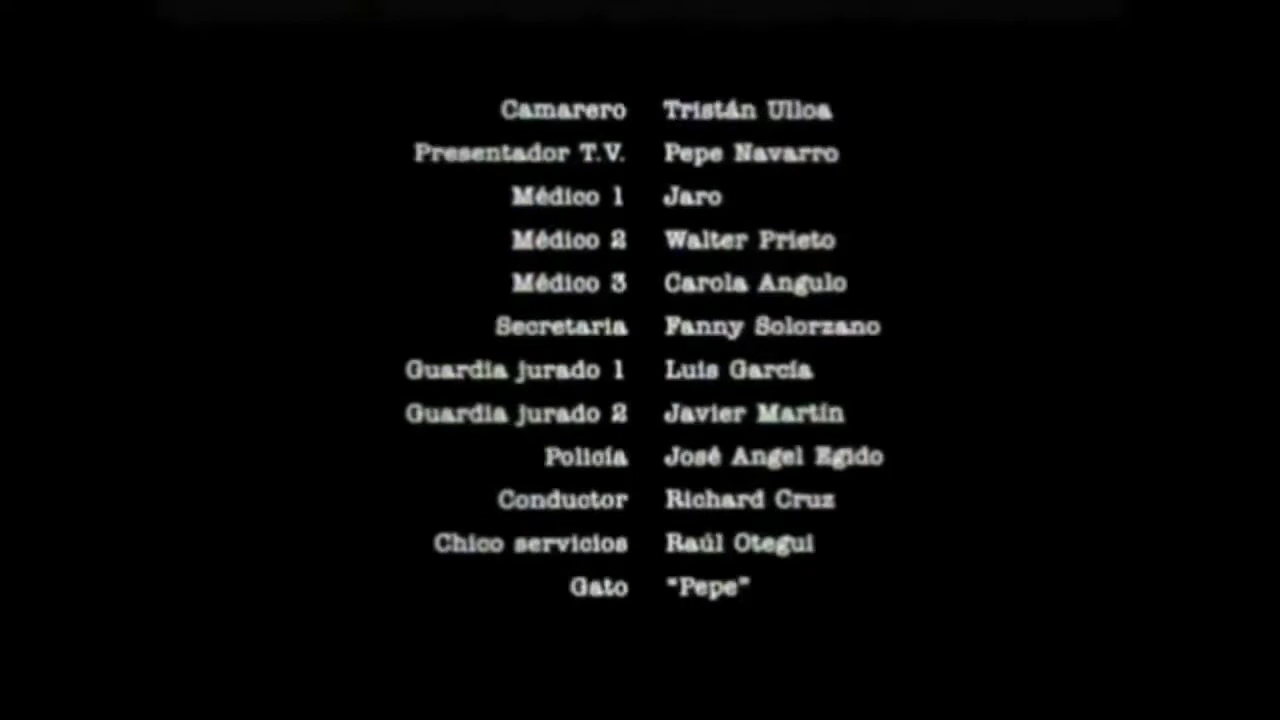 Camarero Tristán Ulloa
Presentador T.V. Pepe Navarro
Médico 1 Jaro
Médico 2 Walter Prieto
Médico 3 Carola Angulo
Secretaria Fanny Solorzano
Guardia jurado 1 Luis García
Guardia jurado 2 Javier Martín
Policía José Angel Egido
Conductor Richard Cruz
Chico servicios Raúl Otegui
Gato "Pepe"